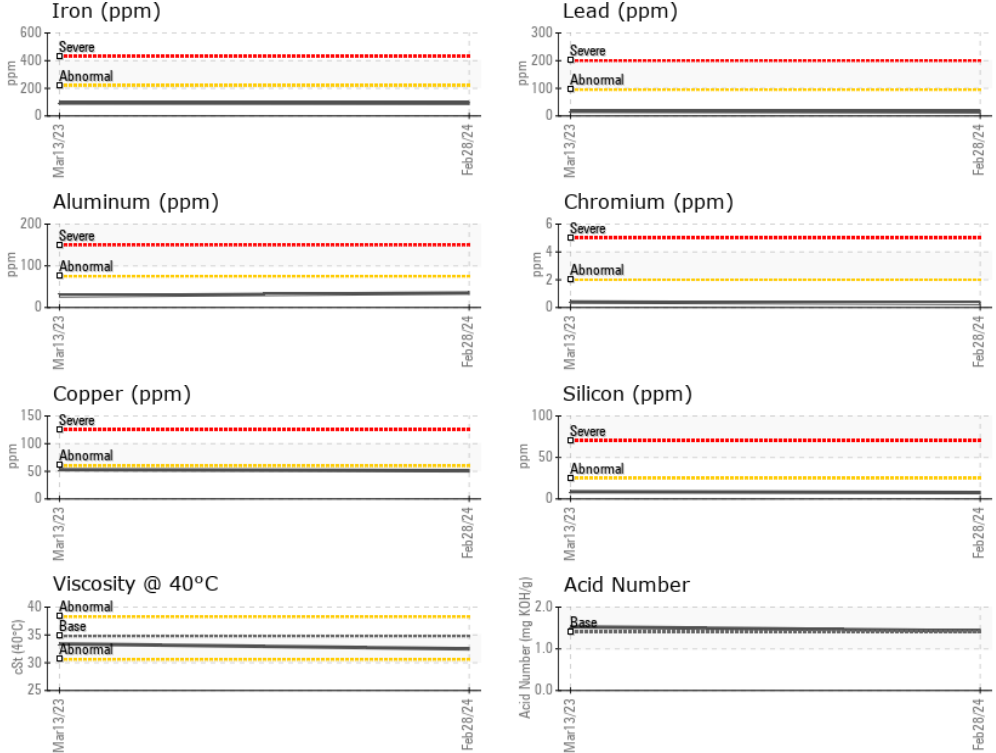 Iron (ppm)
600
400
200
0
ppm
Severe
Abnormal
Mar13/23
Feb28/24
Lead (ppm)
300
200
100
0
ppm
Severe
Abnormal
Mar13/23
Feb28/24
Aluminum (ppm)
200
100
0
ppm
Severe
Abnormal
Mar13/23
Feb28/24
Chromium (ppm)
6
4
2
0
ppm
Severe
Abnormal
Mar13/23
Feb28/24
Copper (ppm)
150
100
50
0
ppm
Severe
Abnormal
Mar13/23
Feb28/24
Silicon (ppm)
100
50
0
ppm
Severe
Abnormal
Mar13/23
Feb28/24
Viscosity @ 40°C
40
35
30
25
cSt (40°C)
Abnormal
Base
Abnormal
Mar13/23
Feb28/24
Acid Number
2.0
1.0
0.0
Acid Number (mg KOH/g)
Base
Mar13/23
Feb28/24